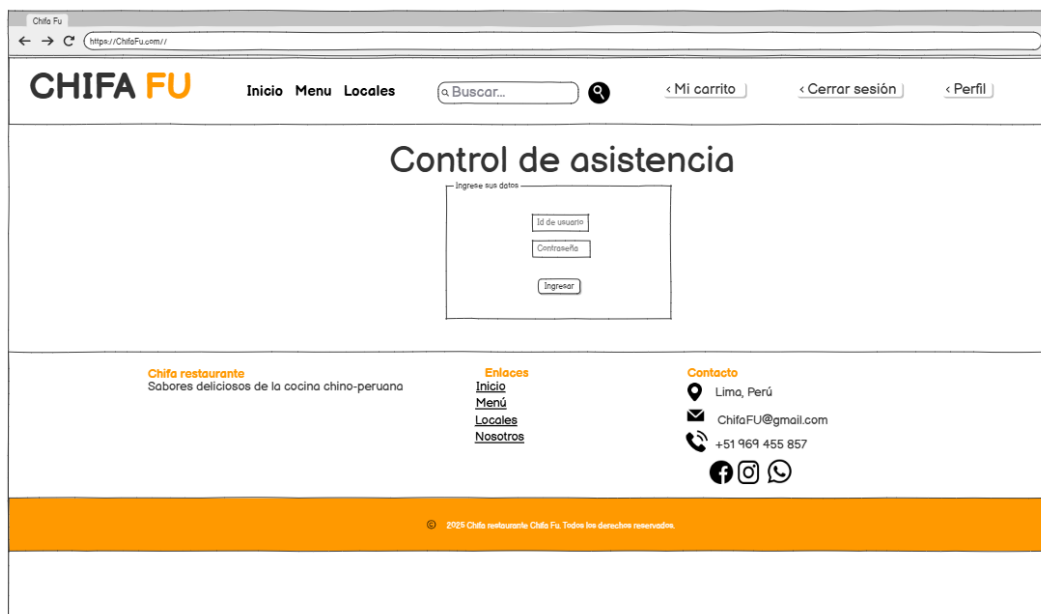 Chifa Fu
https://ChifaFu.com//
CHIFA FU
Inicio Menu Locales
Buscar...
‹ Mi carrito
‹ Cerrar sesión
‹ Perfil
Control de asistencia
Ingrese sus datos
Id de usuario
Contraseña
Ingresar
Chifa restaurante
Sabores deliciosos de la cocina chino-peruana
Enlaces
Inicio
Menú
Locales
Nosotros
Contacto
Lima, Perú
ChifaFU@gmail.com
+51 969 455 857
© 2025 Chifa restaurante Chifa Fu. Todos los derechos reservados.